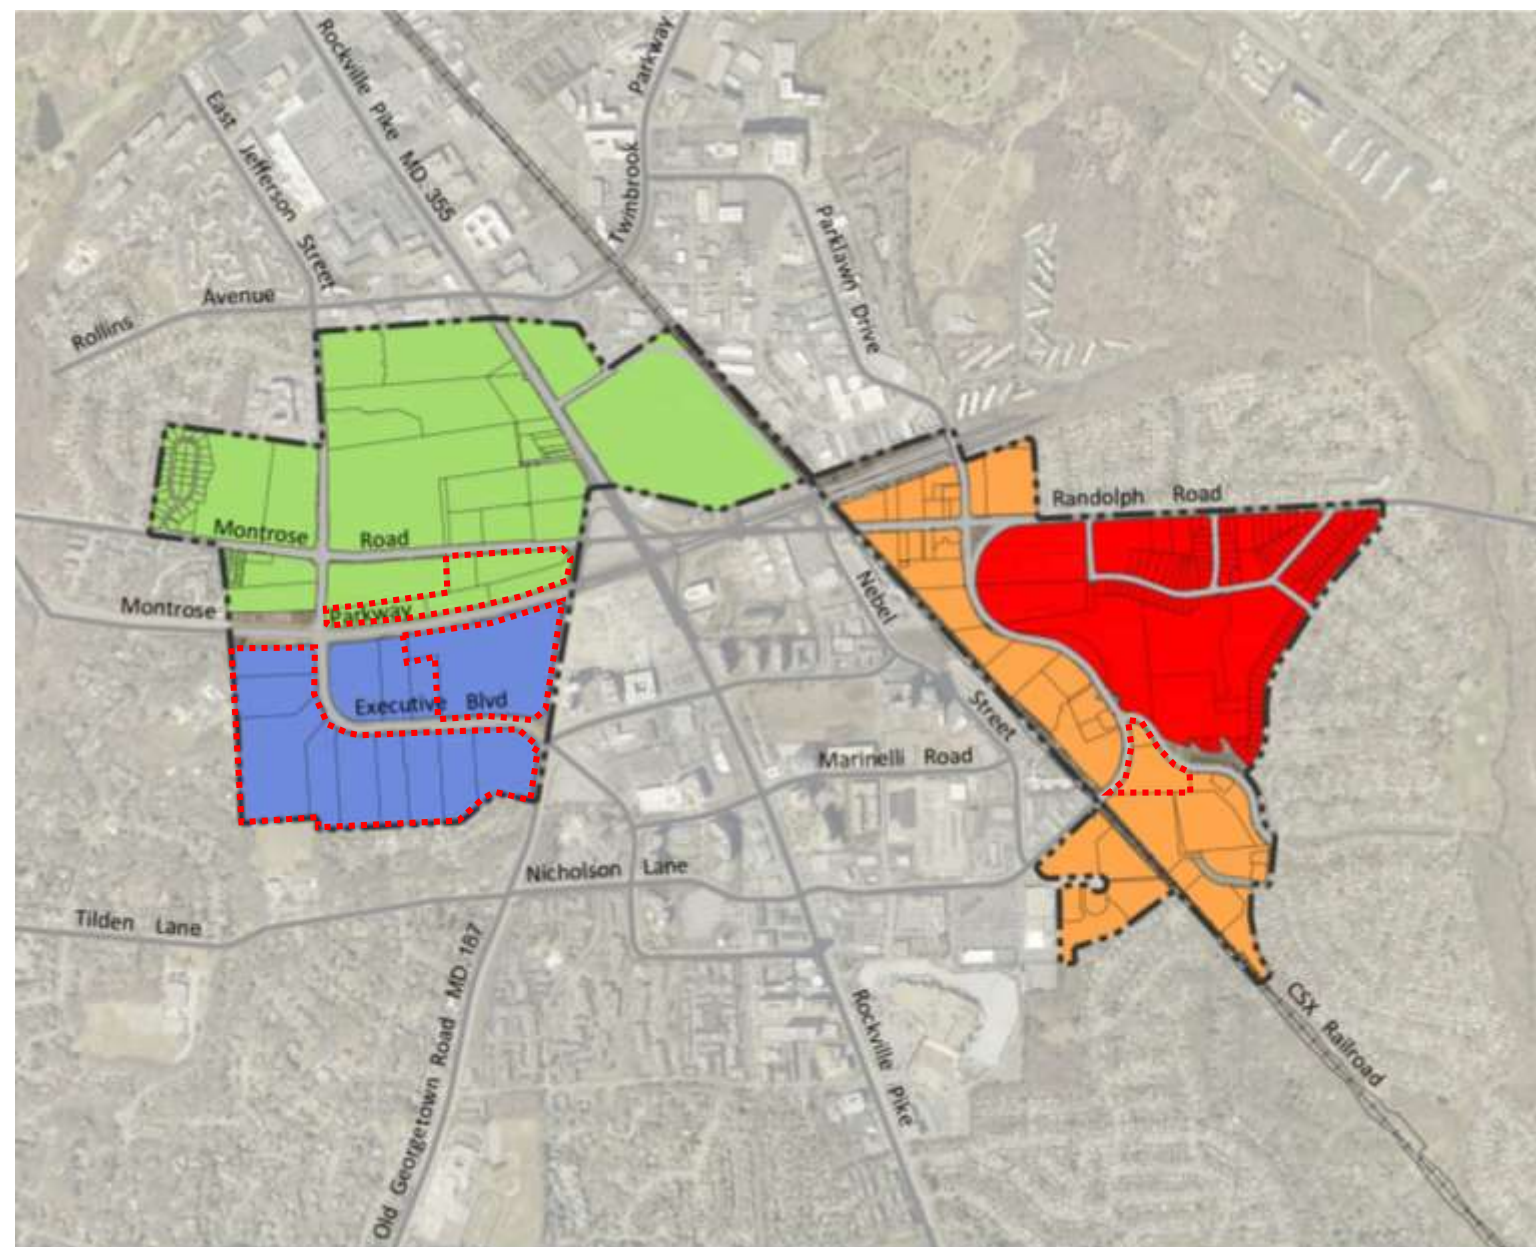 Rockville Pike MD 355
Twinbrook Parkway
East Jefferson Street
Parklawn Drive
Rollins Avenue
Randolph Road
Montrose Road
Montrose Parkway
Nebel Street
Executive Blvd
Marinelli Road
Nicholson Lane
Tilden Lane
Old Georgetown Road MD 187
Rockville Pike
CSX Railroad